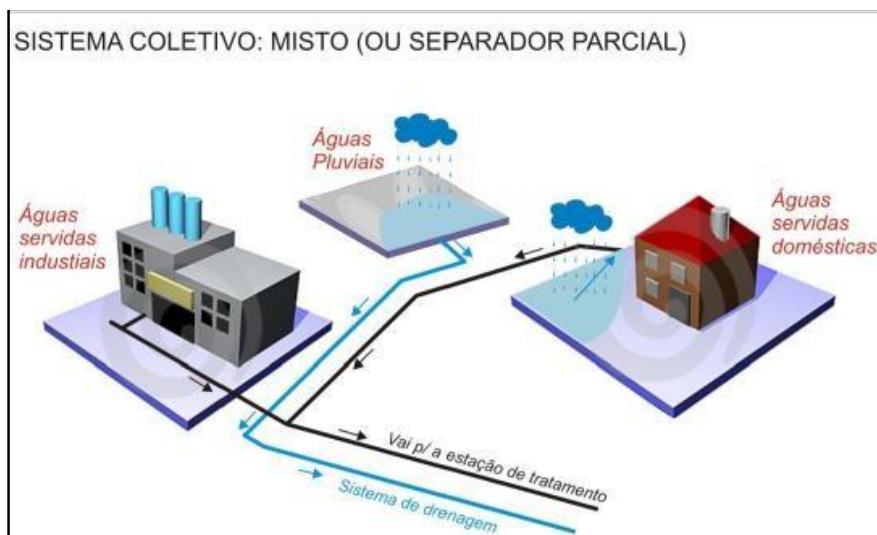 SISTEMA COLETIVO: MISTO (OU SEPARADOR PARCIAL)
Águas
Pluviais
Águas
servidas
industiais
Águas
servidas
domésticas
Vai p/ a estação de tratamento
Sistema de drenagem